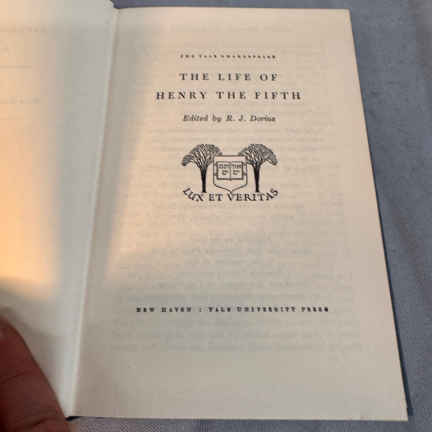 THE YALE SHAKESPEARE
THE LIFE OF
HENRY THE FIFTH
Edited by R. J. Dorius
LUX ET VERITAS
NEW HAVEN : YALE UNIVERSITY PRESS